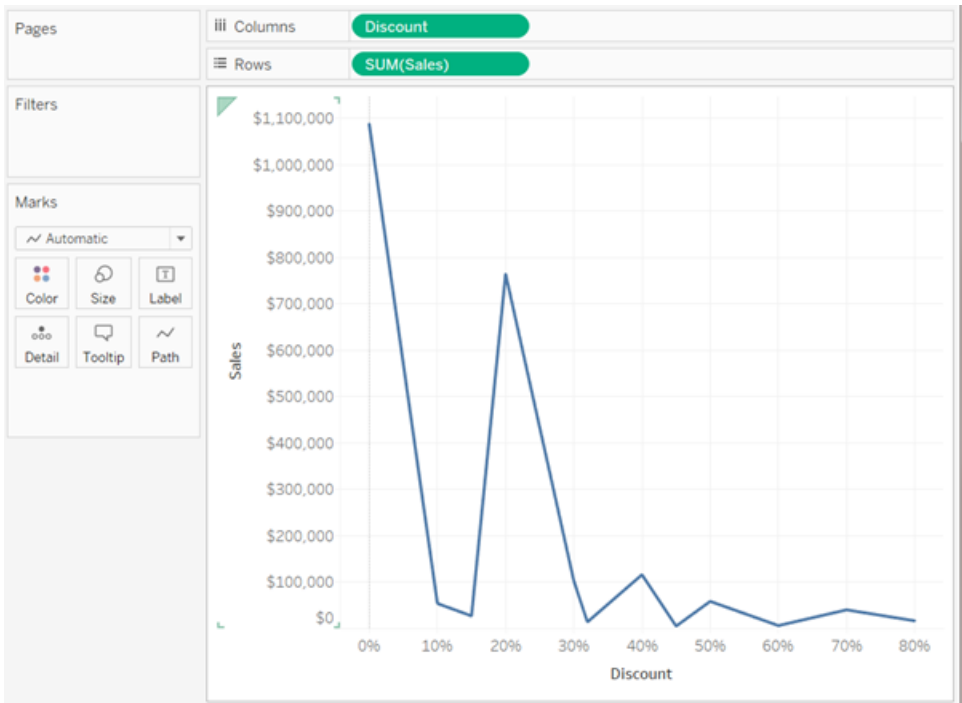 Pages
Columns
Discount
Rows
SUM(Sales)
Filters
Marks
Automatic
Color
Size
T
Label
Detail
Tooltip
Path
Sales
$1,100,000
$1,000,000
$900,000
$800,000
$700,000
$600,000
$500,000
$400,000
$300,000
$200,000
$100,000
$0
0% 10% 20% 30% 40% 50% 60% 70% 80%
Discount